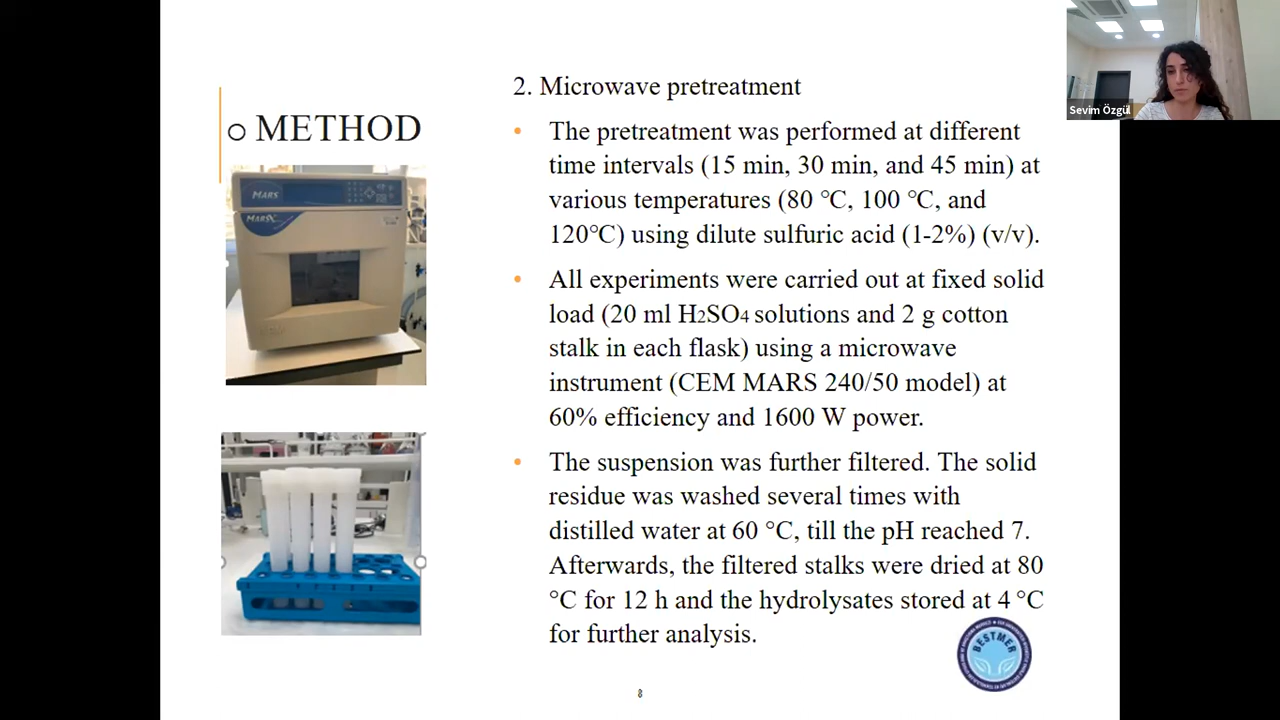 2. Microwave pretreatment
○ METHOD
• The pretreatment was performed at different
time intervals (15 min, 30 min, and 45 min) at
various temperatures (80 ℃, 100 ℃, and
120℃) using dilute sulfuric acid (1-2%) (v/v).
• All experiments were carried out at fixed solid
load (20 ml H2SO4 solutions and 2 g cotton
stalk in each flask) using a microwave
instrument (CEM MARS 240/50 model) at
60% efficiency and 1600 W power.
• The suspension was further filtered. The solid
residue was washed several times with
distilled water at 60 °C, till the pH reached 7.
Afterwards, the filtered stalks were dried at 80
°C for 12 h and the hydrolysates stored at 4 °C
for further analysis.
MARS
MARSX
BESTMER
8
Sevim Özgül